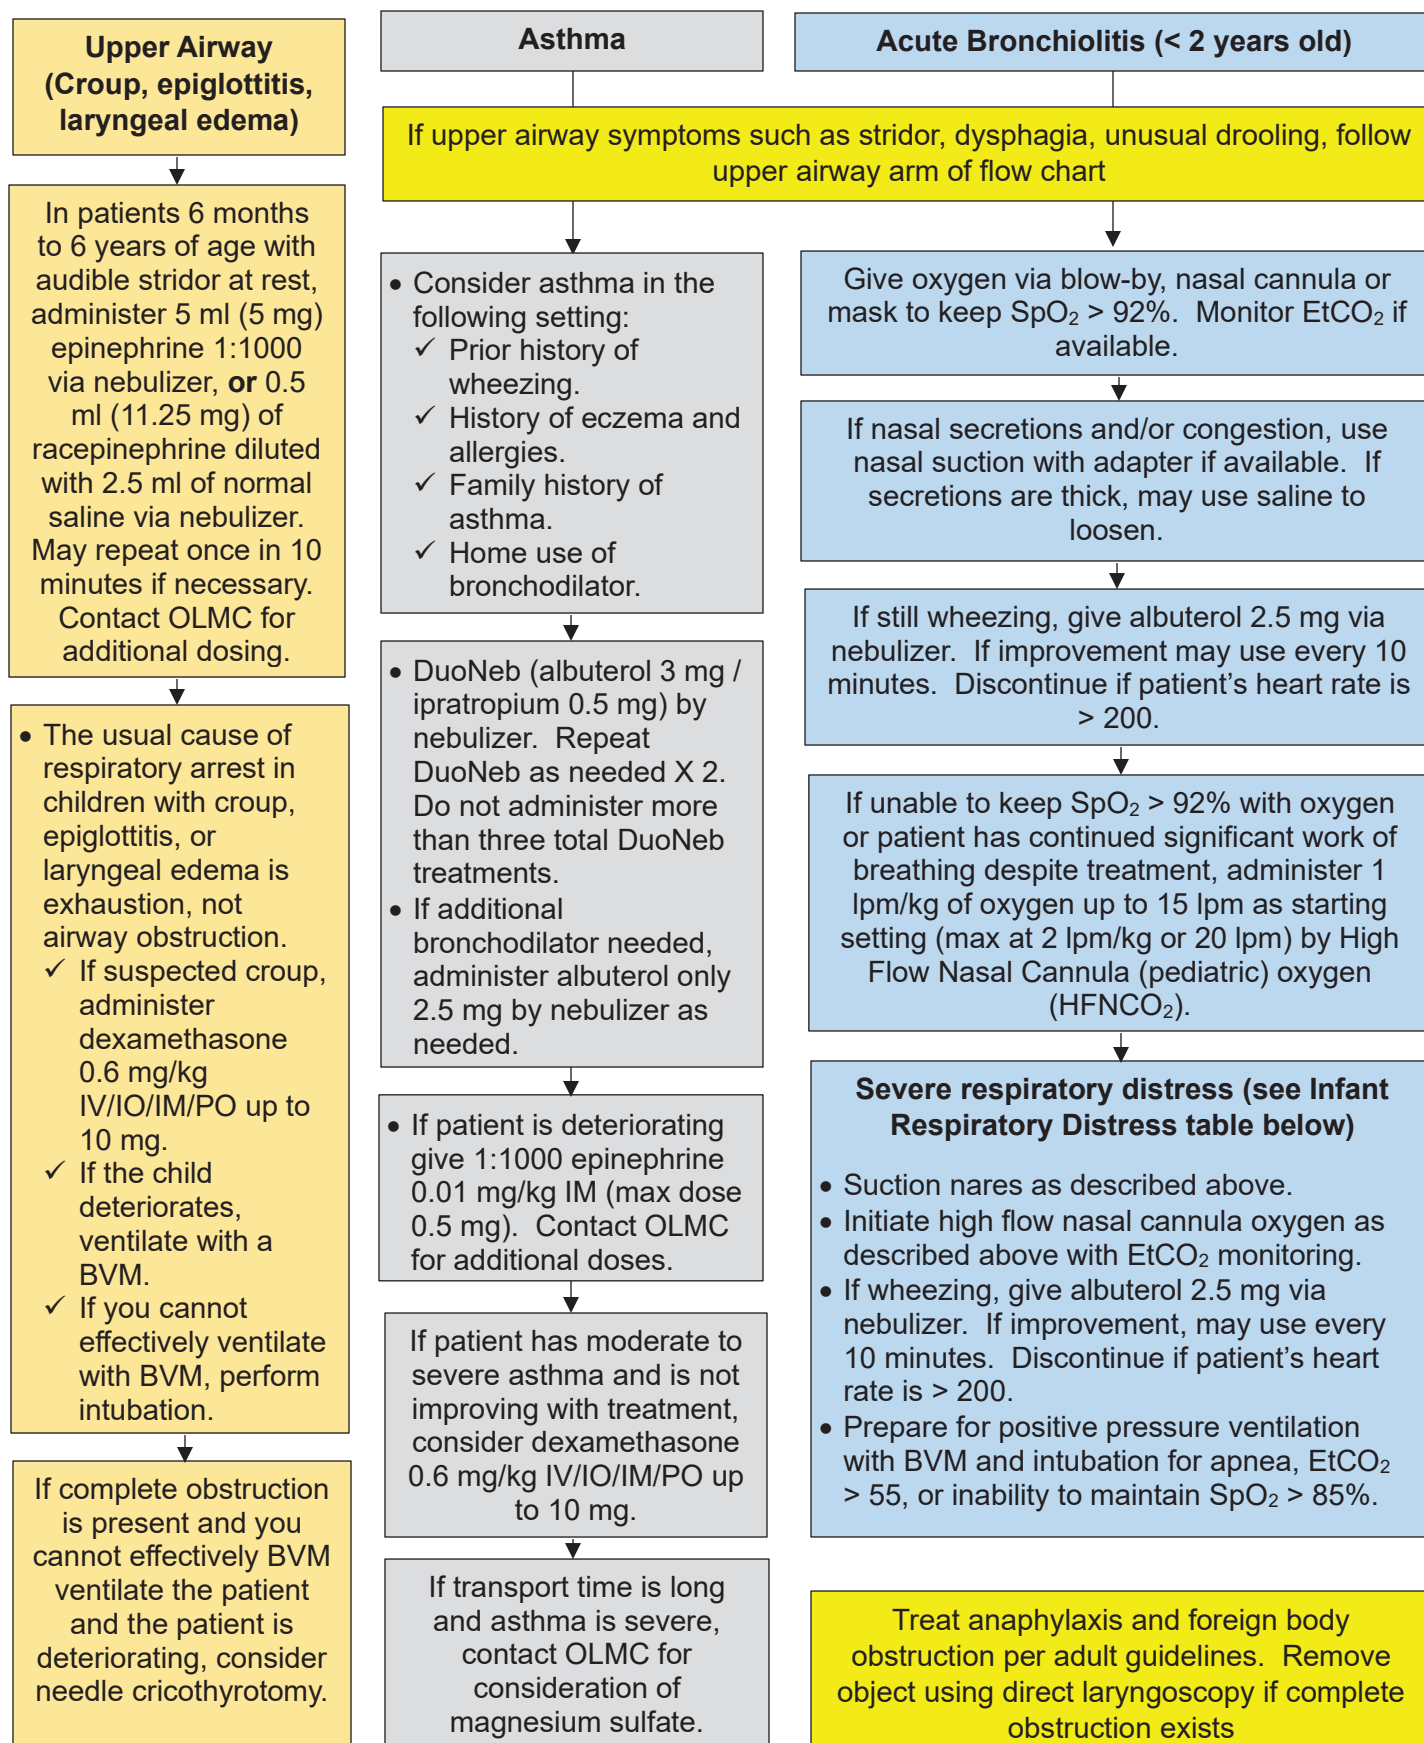 Upper Airway
(Croup, epiglottitis,
laryngeal edema)
In patients 6 months
to 6 years of age with
audible stridor at rest,
administer 5 ml (5 mg)
epinephrine 1:1000
via nebulizer, or 0.5
ml (11.25 mg) of
racepinephrine diluted
with 2.5 ml of normal
saline via nebulizer.
May repeat once in 10
minutes if necessary.
Contact OLMC for
additional dosing.
• The usual cause of
respiratory arrest in
children with croup,
epiglottitis, or
laryngeal edema is
exhaustion, not
airway obstruction.
✓ If suspected croup,
administer
dexamethasone
0.6 mg/kg
IV/IO/IM/PO up to
10 mg.
✓ If the child
deteriorates,
ventilate with a
BVM.
✓ If you cannot
effectively ventilate
with BVM, perform
intubation.
If complete obstruction
is present and you
cannot effectively BVM
ventilate the patient
and the patient is
deteriorating, consider
needle cricothyrotomy.
Asthma
Acute Bronchiolitis (< 2 years old)
If upper airway symptoms such as stridor, dysphagia, unusual drooling, follow
upper airway arm of flow chart
• Consider asthma in the
following setting:
✓ Prior history of
wheezing.
✓ History of eczema and
allergies.
✓ Family history of
asthma.
✓ Home use of
bronchodilator.
• DuoNeb (albuterol 3 mg /
ipratropium 0.5 mg) by
nebulizer. Repeat
DuoNeb as needed X 2.
Do not administer more
than three total DuoNeb
treatments.
• If additional
bronchodilator needed,
administer albuterol only
2.5 mg by nebulizer as
needed.
• If patient is deteriorating
give 1:1000 epinephrine
0.01 mg/kg IM (max dose
0.5 mg). Contact OLMC
for additional doses.
If patient has moderate to
severe asthma and is not
improving with treatment,
consider dexamethasone
0.6 mg/kg IV/IO/IM/PO up
to 10 mg.
If transport time is long
and asthma is severe,
contact OLMC for
consideration of
magnesium sulfate.
Give oxygen via blow-by, nasal cannula or
mask to keep SpO₂ > 92%. Monitor EtCO₂ if
available.
If nasal secretions and/or congestion, use
nasal suction with adapter if available. If
secretions are thick, may use saline to
loosen.
If still wheezing, give albuterol 2.5 mg via
nebulizer. If improvement may use every 10
minutes. Discontinue if patient's heart rate is
> 200.
If unable to keep SpO₂ > 92% with oxygen
or patient has continued significant work of
breathing despite treatment, administer 1
lpm/kg of oxygen up to 15 lpm as starting
setting (max at 2 lpm/kg or 20 lpm) by High
Flow Nasal Cannula (pediatric) oxygen
(HFNCO₂).
Severe respiratory distress (see Infant
Respiratory Distress table below)
• Suction nares as described above.
• Initiate high flow nasal cannula oxygen as
described above with EtCO₂ monitoring.
• If wheezing, give albuterol 2.5 mg via
nebulizer. If improvement, may use every
10 minutes. Discontinue if patient's heart
rate is > 200.
• Prepare for positive pressure ventilation
with BVM and intubation for apnea, EtCO₂
> 55, or inability to maintain SpO₂ > 85%.
Treat anaphylaxis and foreign body
obstruction per adult guidelines. Remove
object using direct laryngoscopy if complete
obstruction exists